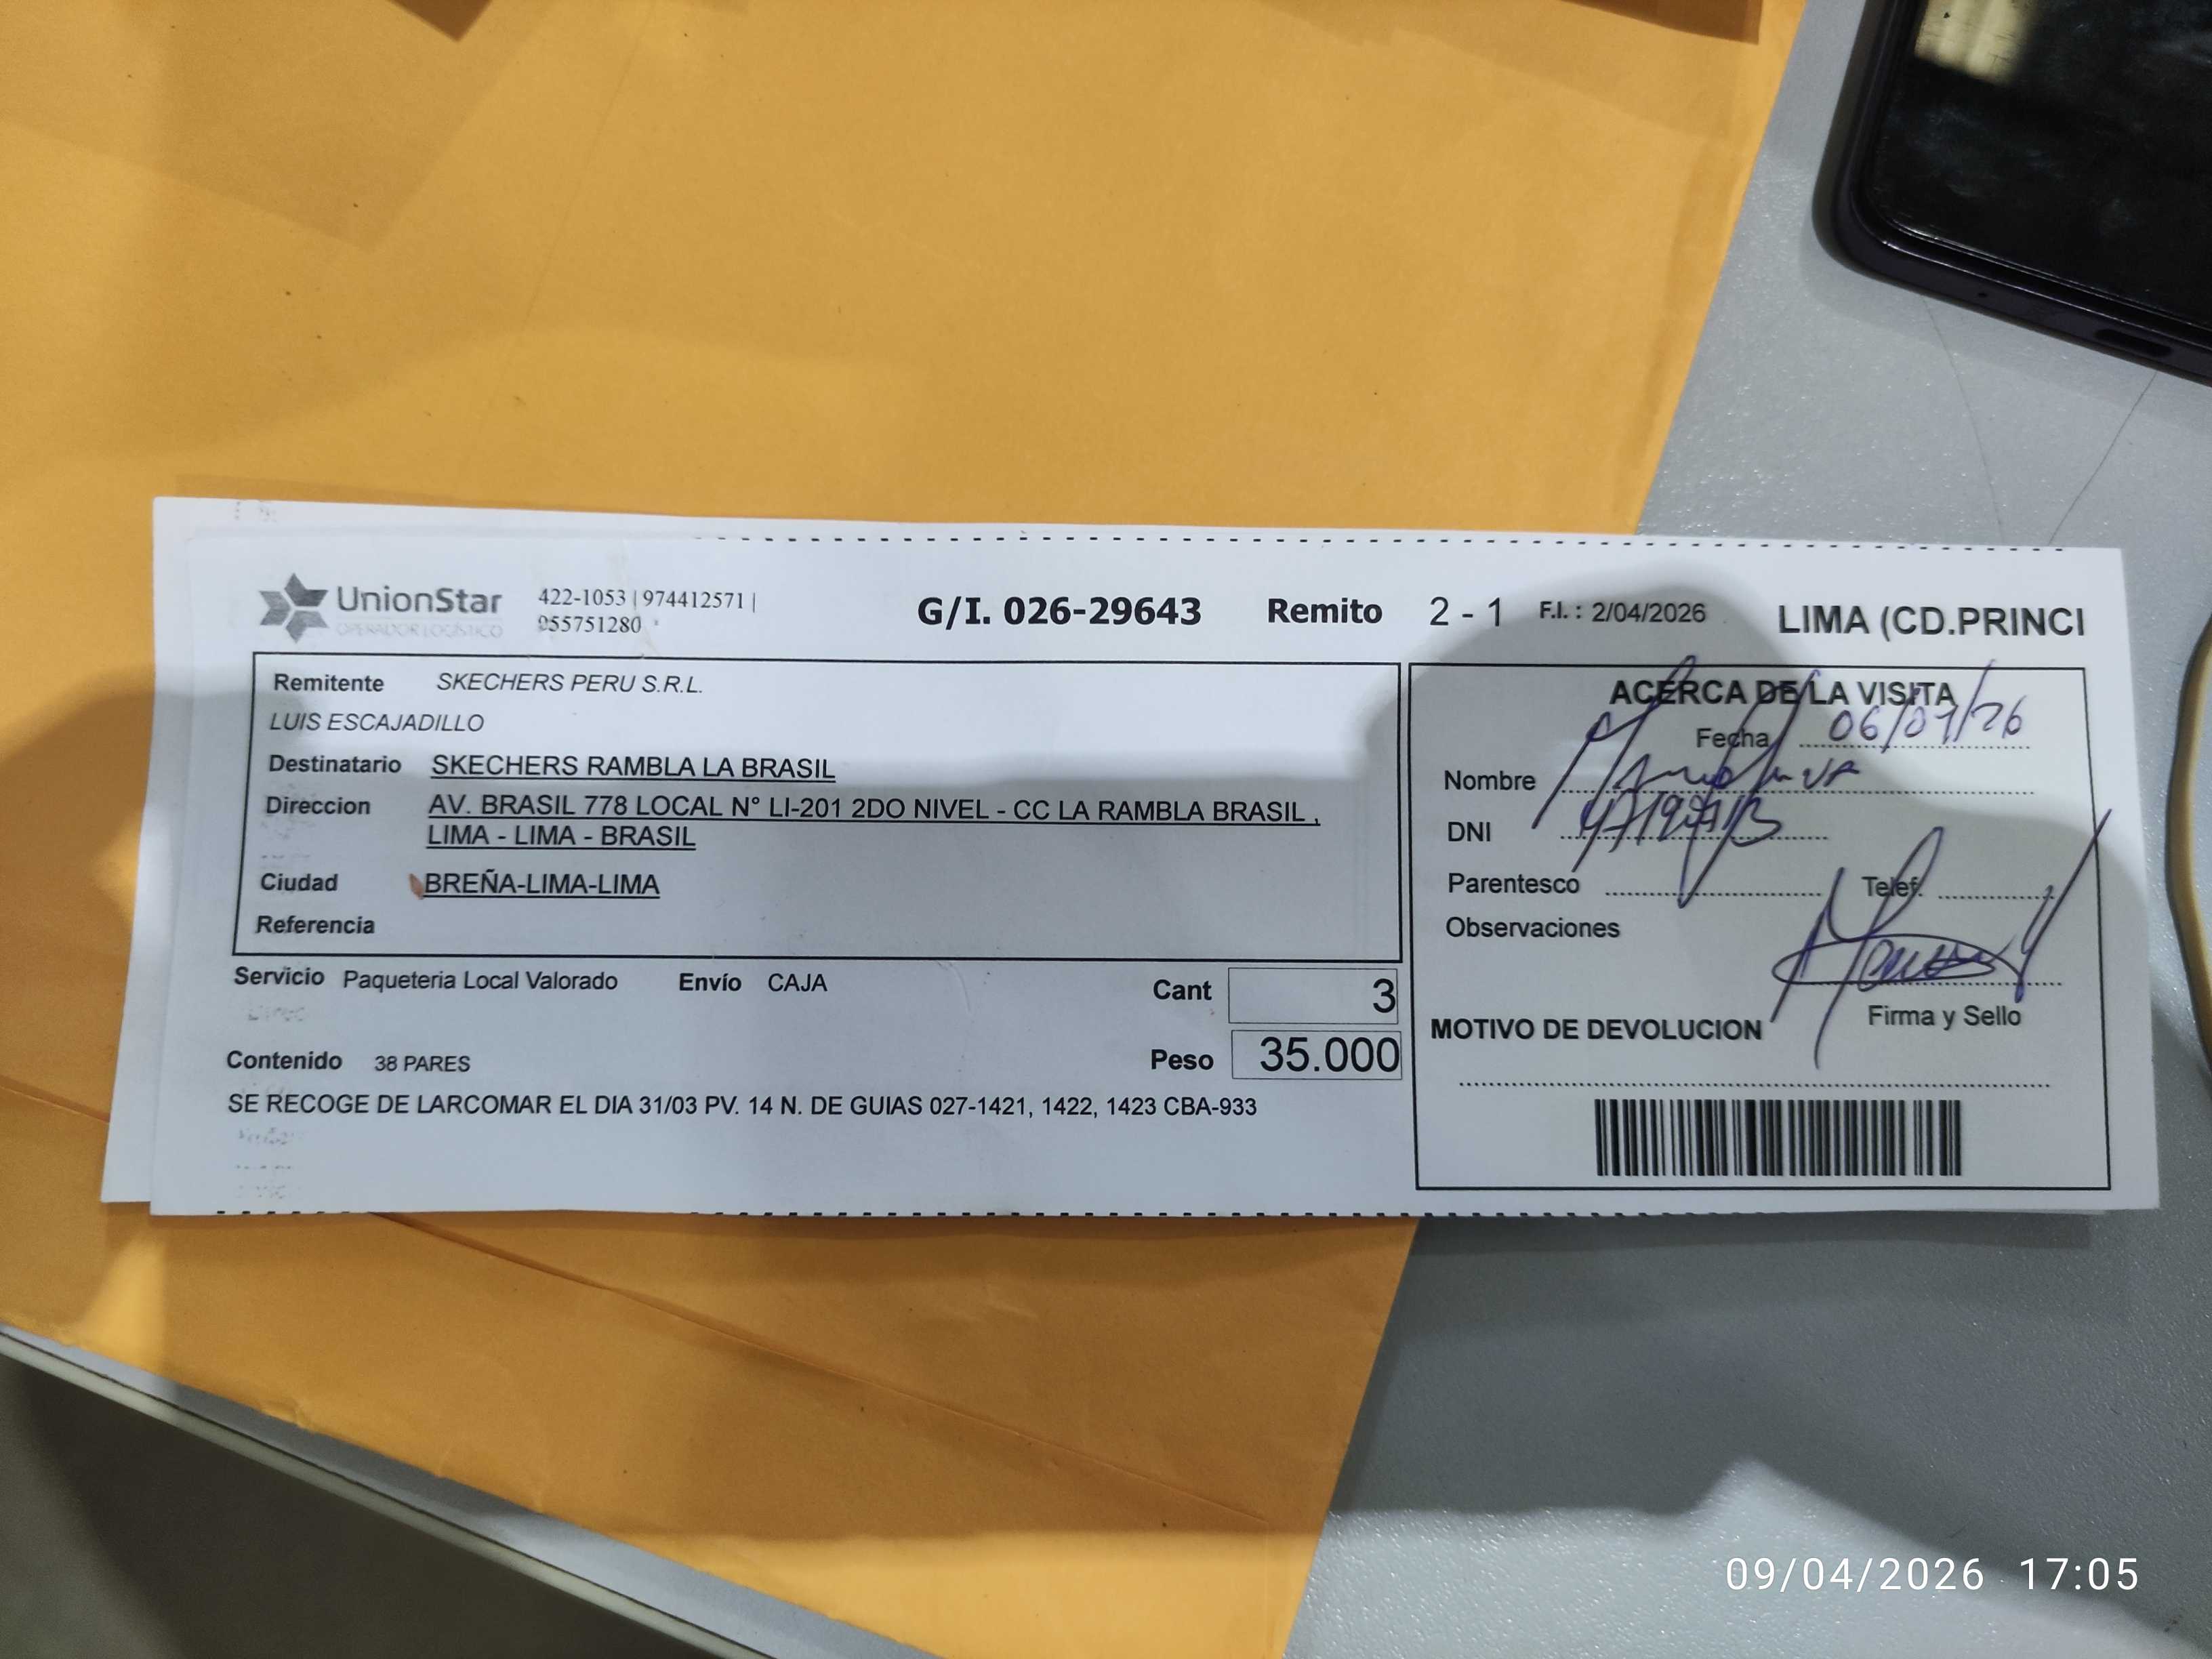 UnionStar
OPERADOR LOGÍSTICO
422-1053 | 974412571 |
955751280
G/I. 026-29643 Remito 2 - 1 F.I. : 2/04/2026 LIMA (CD.PRINCI
Remitente SKECHERS PERU S.R.L.
LUIS ESCAJADILLO
Destinatario SKECHERS RAMBLA LA BRASIL
Direccion AV. BRASIL 778 LOCAL N° LI-201 2DO NIVEL - CC LA RAMBLA BRASIL ,
LIMA - LIMA - BRASIL
Ciudad BREÑA-LIMA-LIMA
Referencia
Servicio Paqueteria Local Valorado Envío CAJA Cant 3
Contenido 38 PARES Peso 35.000
SE RECOGE DE LARCOMAR EL DIA 31/03 PV. 14 N. DE GUIAS 027-1421, 1422, 1423 CBA-933
ACERCA DE LA VISITA
Fecha 06/04/26
Nombre
DNI
Parentesco Telef.
Observaciones
Firma y Sello
MOTIVO DE DEVOLUCION
09/04/2026 17:05